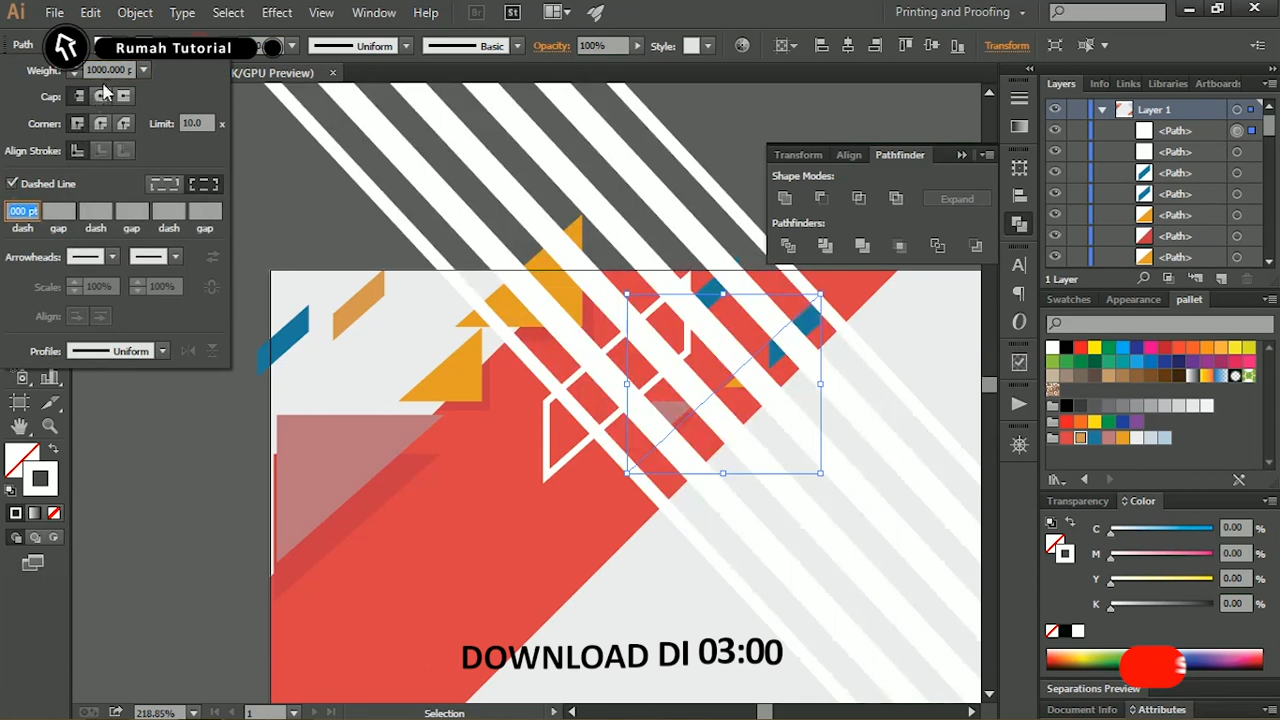 Ai File Edit Object Type Select Effect View Window Help Br St Printing and Proofing
Path Rumah Tutorial Uniform Basic Opacity: 100% Style: Transform
Weight: 1000.000 p K/GPU Preview) ×
Cap:
Corner: Limit: 10.0 x
Align Stroke:
Dashed Line
000 pt
dash gap dash gap dash gap
Arrowheads:
Scale: 100% 100%
Align:
Profile: Uniform
Transform Align Pathfinder
Shape Modes:
Expand
Pathfinders:
Layers Info Links Libraries Artboards
Layer 1
<Path>
<Path>
<Path>
<Path>
<Path>
<Path>
<Path>
1 Layer
Swatches Appearance pallet
Transparency Color
C 0.00 %
M 0.00 %
Y 0.00 %
K 0.00 %
Separations Preview
Document Info Attributes
DOWNLOAD DI 03:00
218.85% 1 Selection